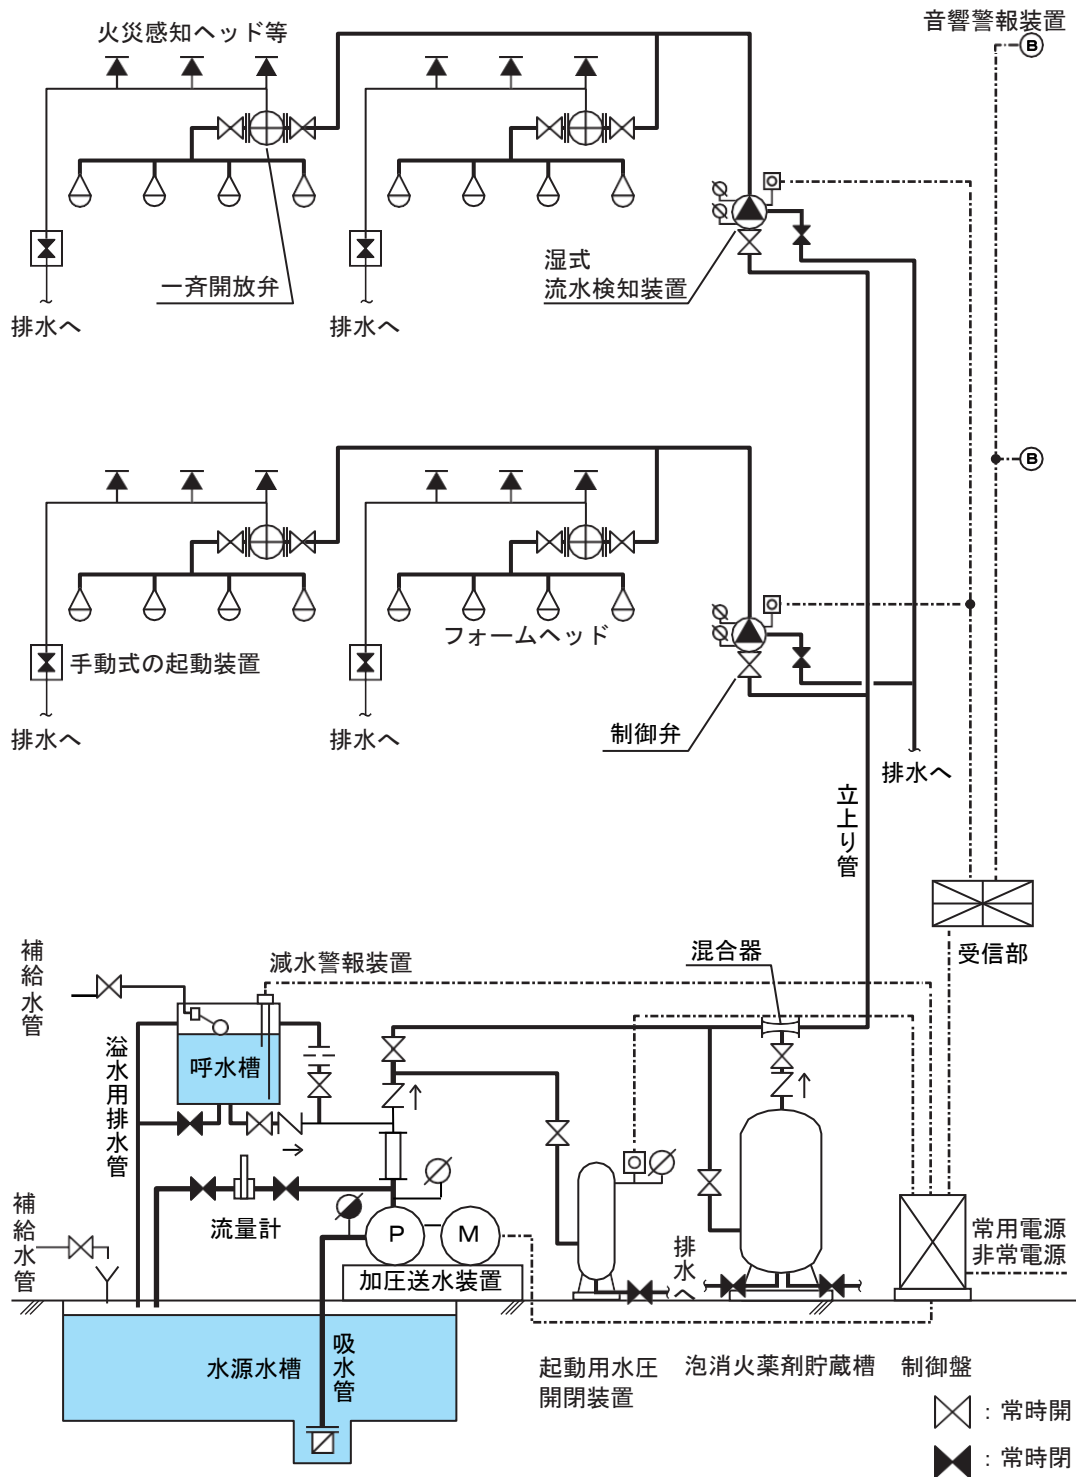 火災感知ヘッド等
音響警報装置
B
一斉開放弁
湿式
流水検知装置
排水へ
排水へ
B
フォームヘッド
手動式の起動装置
制御弁
排水へ
排水へ
排水へ
立上り管
受信部
補給水管
減水警報装置
混合器
呼水槽
溢水用排水管
補給水管
流量計
P
M
加圧送水装置
排水へ
常用電源
非常電源
水源水槽
吸水管
起動用水圧
開閉装置
泡消火薬剤貯蔵槽
制御盤
：常時開
：常時閉